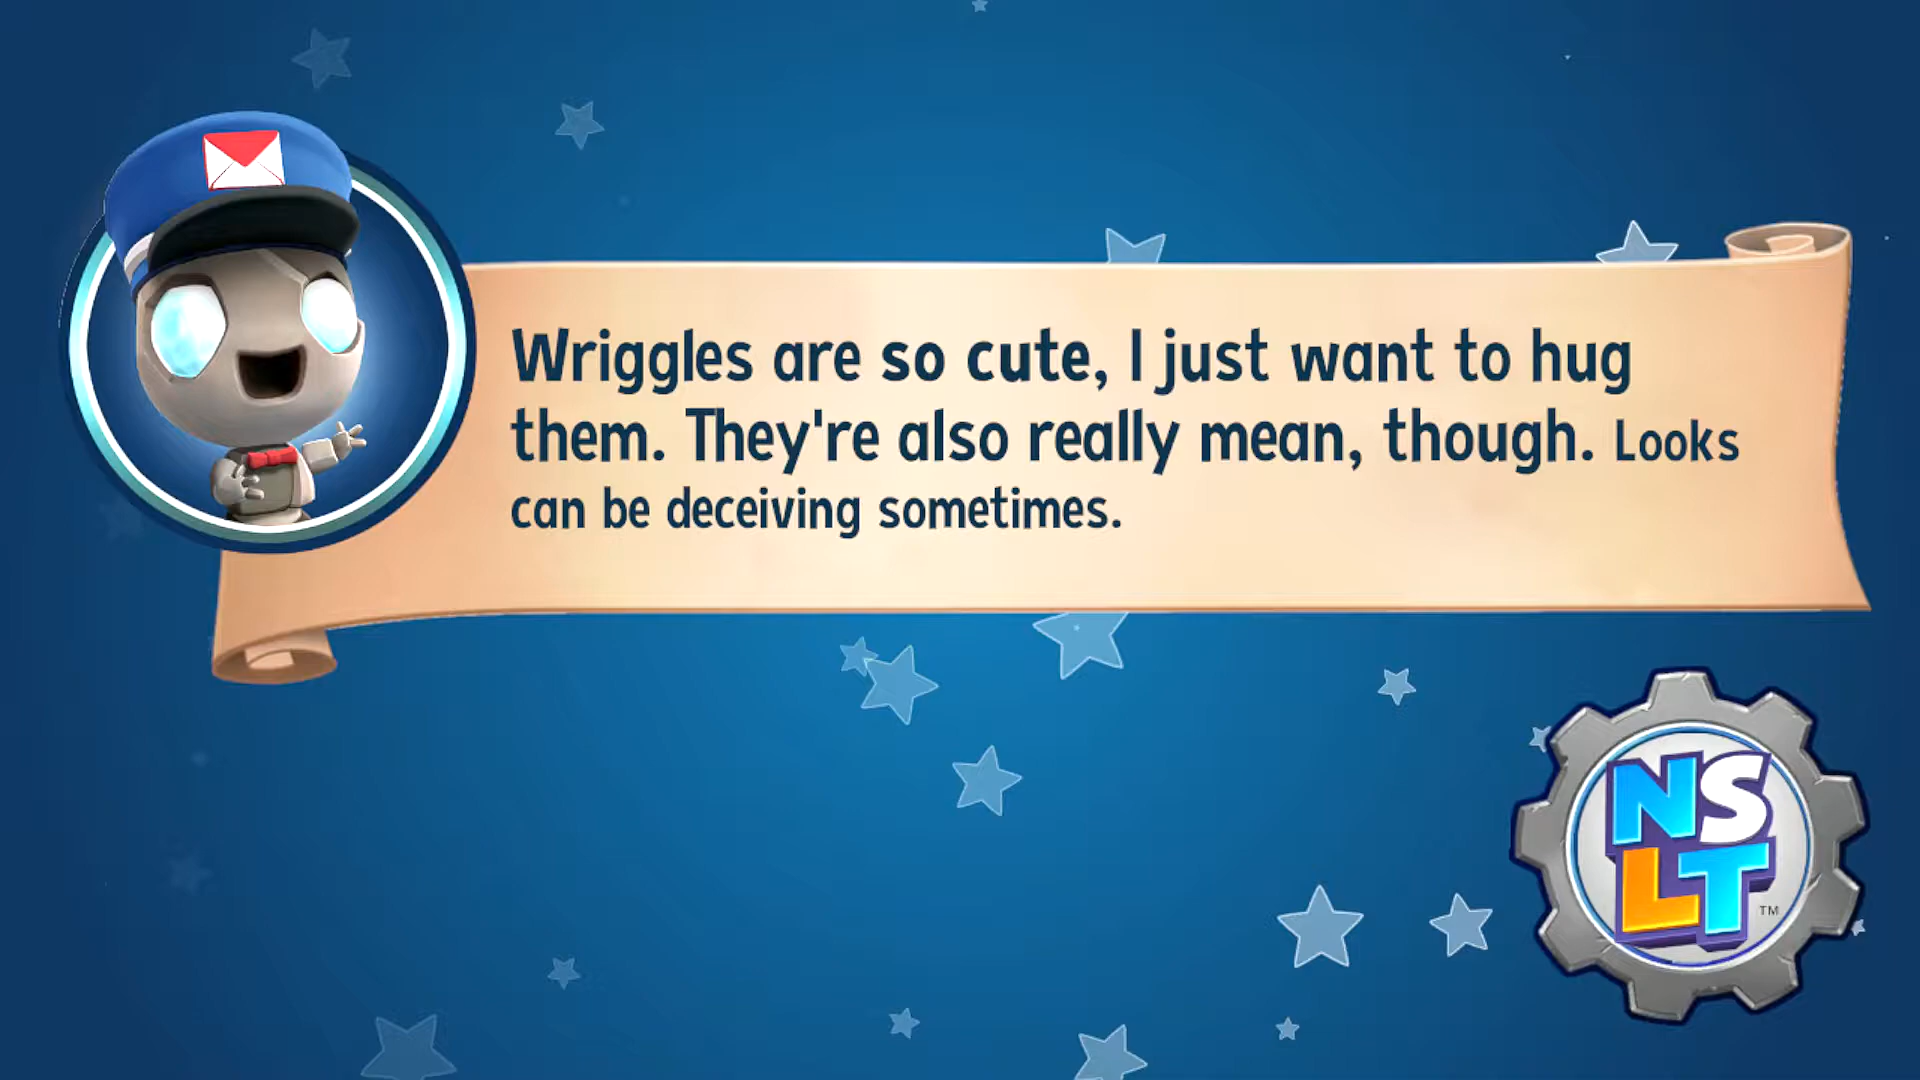 Wriggles are so cute, I just want to hug
them. They're also really mean, though. Looks
can be deceiving sometimes.
NS
LT
TM